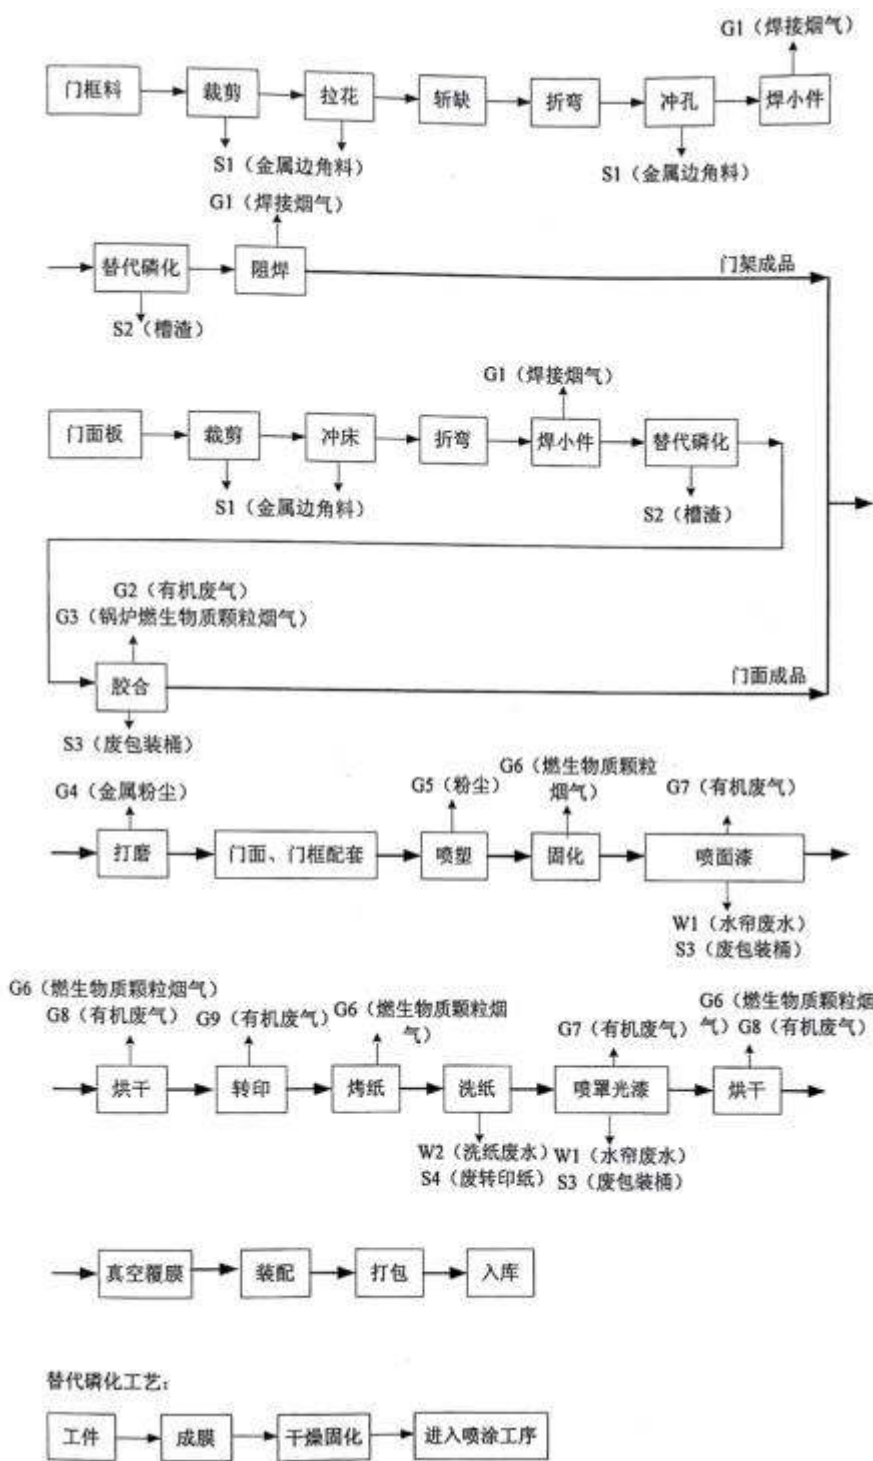 G1（焊接烟气）
门框料 裁剪 拉花 斩缺 折弯 冲孔 焊小件
S1（金属边角料） S1（金属边角料）
G1（焊接烟气）
替代磷化 阻焊 门架成品
S2（槽渣）
G1（焊接烟气）
门面板 裁剪 冲床 折弯 焊小件 替代磷化
S1（金属边角料） S2（槽渣）
G2（有机废气）
G3（锅炉燃生物质颗粒烟气）
胶合 门面成品
S3（废包装桶）
G4（金属粉尘） G5（粉尘） G6（燃生物质颗粒 G7（有机废气）
烟气）
打磨 门面、门框配套 喷塑 固化 喷面漆
W1（水帘废水）
S3（废包装桶）
G6（燃生物质颗粒烟气） G6（燃生物质颗粒烟 G6（燃生物质颗粒烟
G8（有机废气） G9（有机废气） 气） G7（有机废气） 气）G8（有机废气）
烘干 转印 烤纸 洗纸 喷罩光漆 烘干
W2（洗纸废水） W1（水帘废水）
S4（废转印纸） S3（废包装桶）
真空覆膜 装配 打包 入库
替代磷化工艺：
工件 成膜 干燥固化 进入喷涂工序